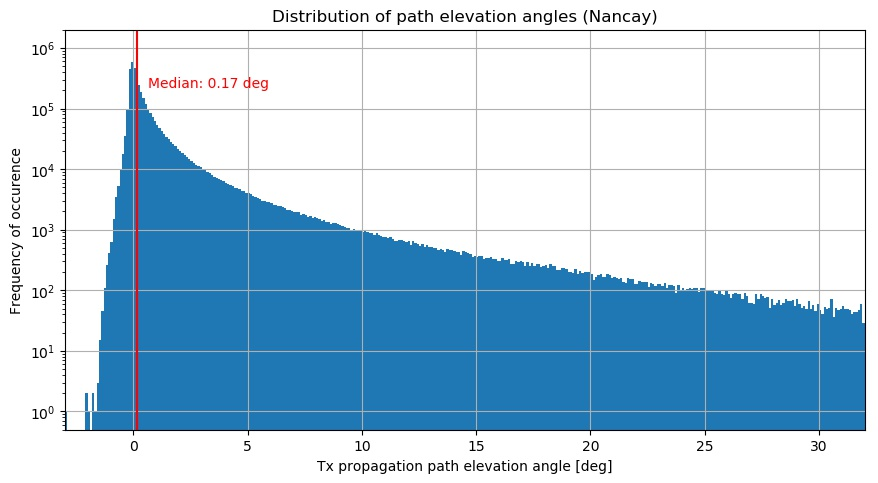 Distribution of path elevation angles (Nancay)
Frequency of occurence
10^6
10^5
10^4
10^3
10^2
10^1
10^0
Median: 0.17 deg
0 5 10 15 20 25 30
Tx propagation path elevation angle [deg]